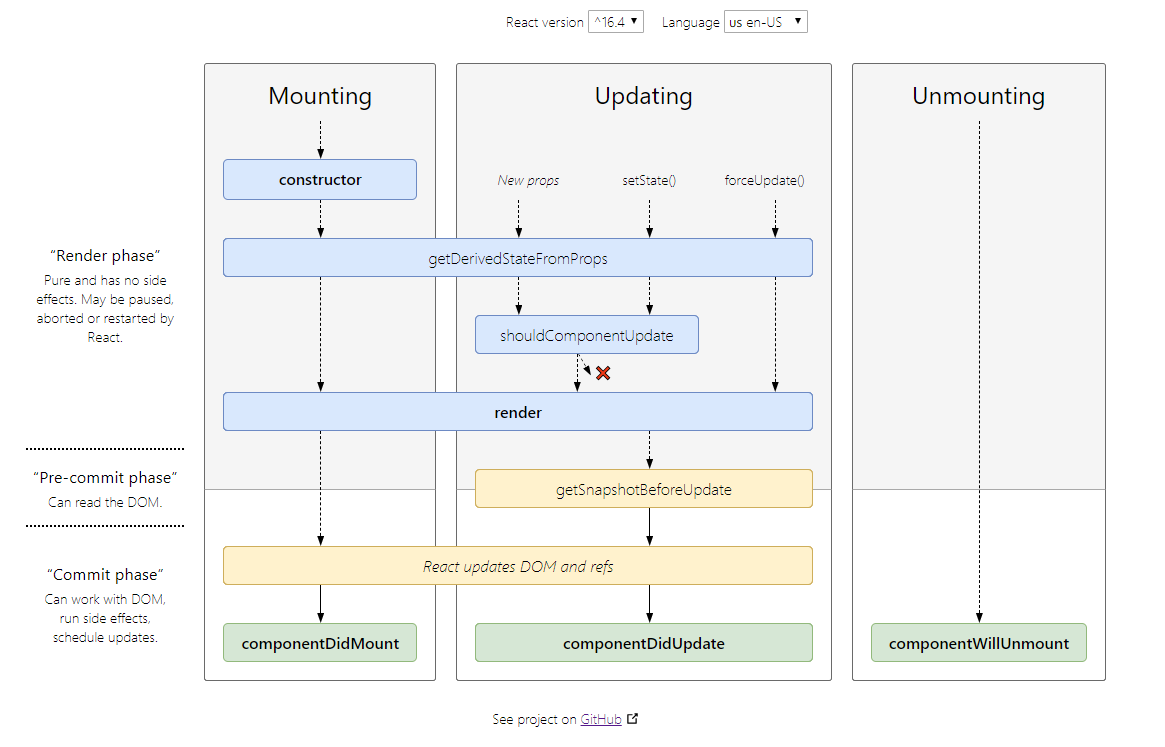 React version ^16.4 Language us en-US
Mounting
Updating
Unmounting
constructor
New props
setState()
forceUpdate()
“Render phase”
Pure and has no side
effects. May be paused,
aborted or restarted by
React.
getDerivedStateFromProps
shouldComponentUpdate
render
“Pre-commit phase”
Can read the DOM.
getSnapshotBeforeUpdate
“Commit phase”
Can work with DOM,
run side effects,
schedule updates.
React updates DOM and refs
componentDidMount
componentDidUpdate
componentWillUnmount
See project on GitHub